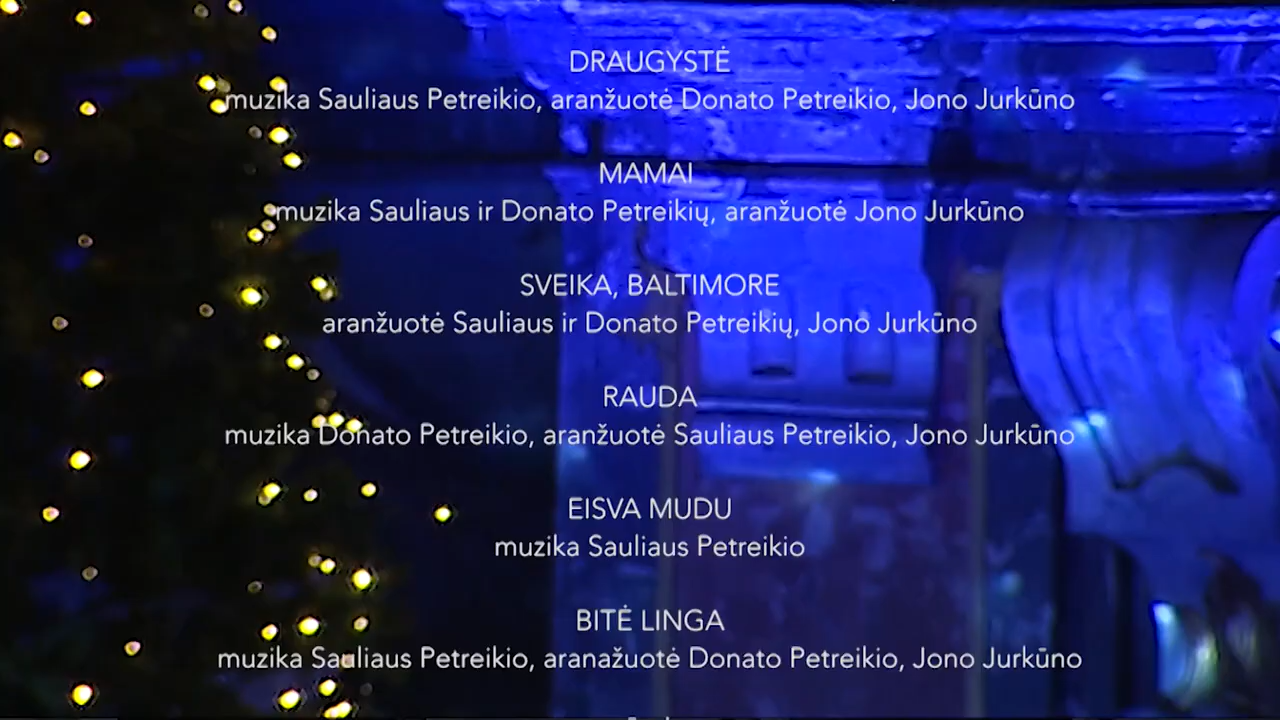 DRAUGYSTĖ
muzika Sauliaus Petreikio, aranžuotė Donato Petreikio, Jono Jurkūno
MAMAI
muzika Sauliaus ir Donato Petreikių, aranžuotė Jono Jurkūno
SVEIKA, BALTIMORE
aranžuotė Sauliaus ir Donato Petreikių, Jono Jurkūno
RAUDA
muzika Donato Petreikio, aranžuotė Sauliaus Petreikio, Jono Jurkūno
EISVA MUDU
muzika Sauliaus Petreikio
BITĖ LINGA
muzika Sauliaus Petreikio, aranažuotė Donato Petreikio, Jono Jurkūno